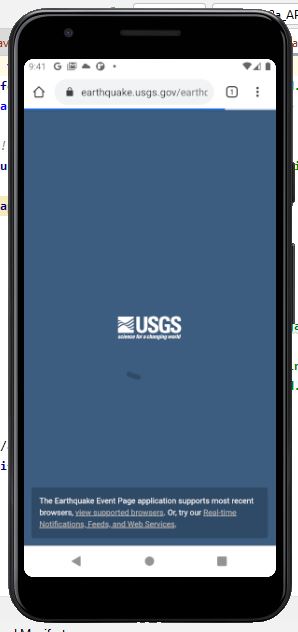 9:41
earthquake.usgs.gov/earthq
1
USGS
science for a changing world
The Earthquake Event Page application supports most recent
browsers, view supported browsers. Or, try our Real-time
Notifications, Feeds, and Web Services.